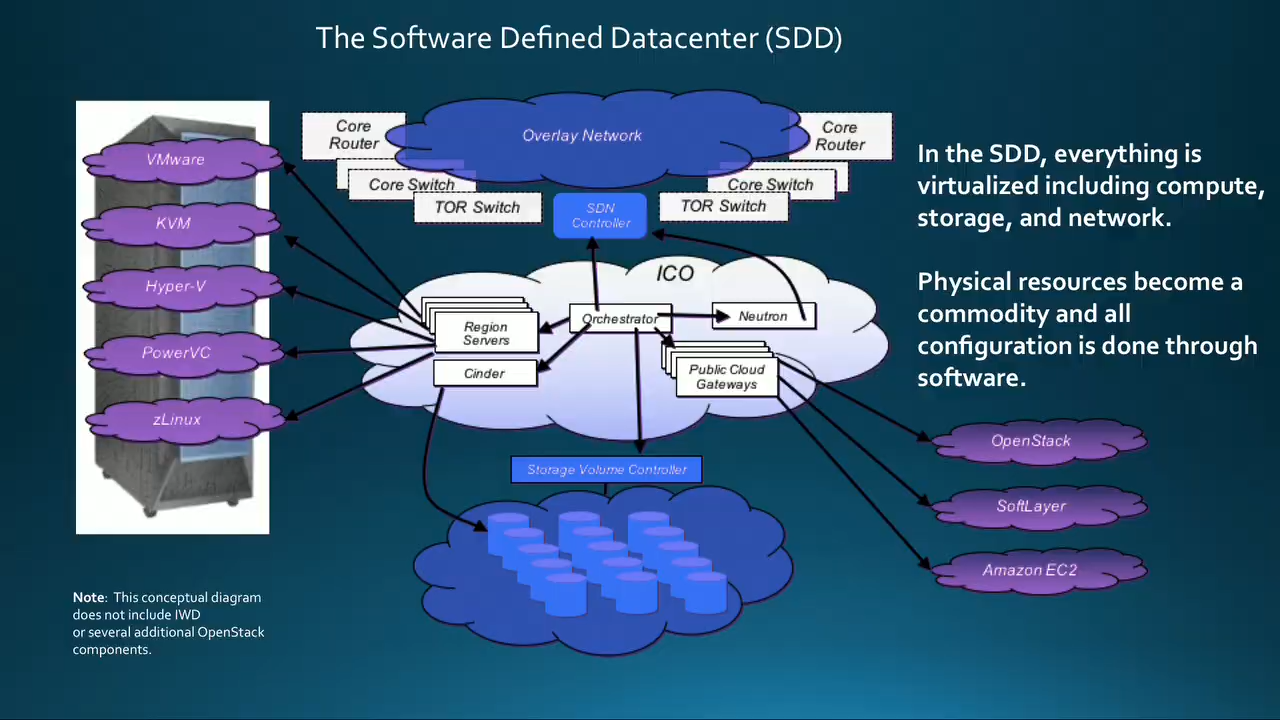 The Software Defined Datacenter (SDD)
VMware
KVM
Hyper-V
PowerVC
zLinux
Core
Router
Overlay Network
Core
Router
Core Switch
Core Switch
TOR Switch
TOR Switch
SDN
Controller
ICO
Region
Servers
Orchestrator
Neutron
Cinder
Public Cloud
Gateways
Storage Volume Controller
In the SDD, everything is
virtualized including compute,
storage, and network.
Physical resources become a
commodity and all
configuration is done through
software.
OpenStack
SoftLayer
Amazon EC2
Note: This conceptual diagram
does not include IWD
or several additional OpenStack
components.